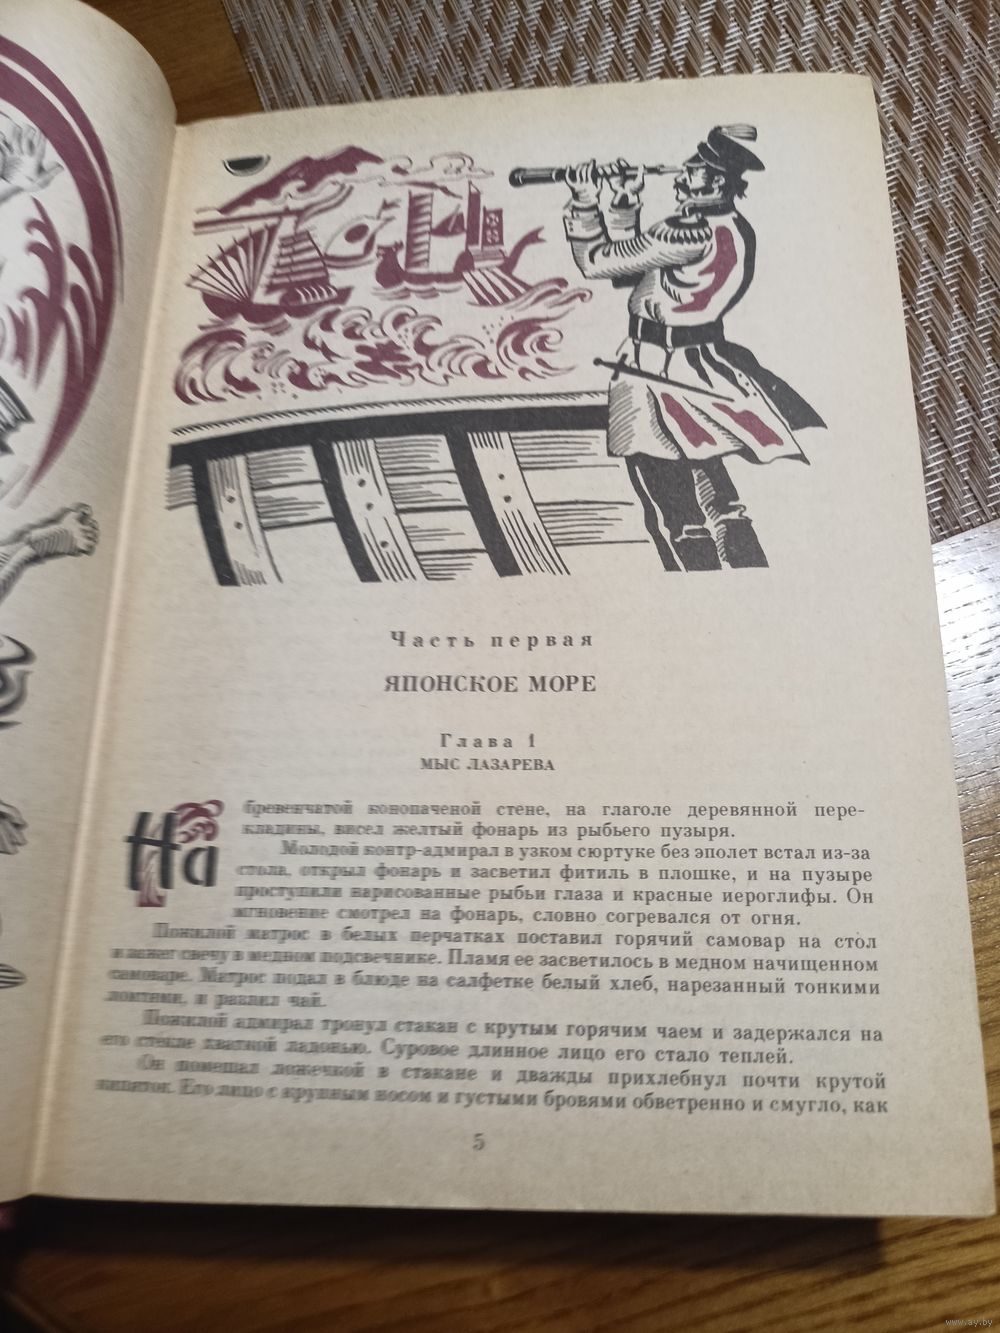 Часть первая
ЯПОНСКОЕ МОРЕ
Глава 1
МЫС ЛАЗАРЕВА
На бревенчатой конопаченой стене, на глаголе деревянной пере-
кладины, висел желтый фонарь из рыбьего пузыря.
Молодой контр-адмирал в узком сюртуке без эполет встал из-за
стола, открыл фонарь и засветил фитиль в плошке, и на пузыре
проступили нарисованные рыбьи глаза и красные иероглифы. Он
мгновение смотрел на фонарь, словно согревался от огня.
Пожилой матрос в белых перчатках поставил горячий самовар на стол
и зажег свечу в медном подсвечнике. Пламя ее засветилось в медном начищенном
самоваре. Матрос подал в блюде на салфетке белый хлеб, нарезанный тонкими
ломтями, и разлил чай.
Пожилой адмирал тронул стакан с крутым горячим чаем и задержался на
его стекле хваткой ладонью. Суровое длинное лицо его стало теплей.
Он помешал ложечкой в стакане и дважды прихлебнул почти крутой
кипяток. Его лицо с крупным носом и густыми бровями обветренно и смугло, как
5
www.ay.by